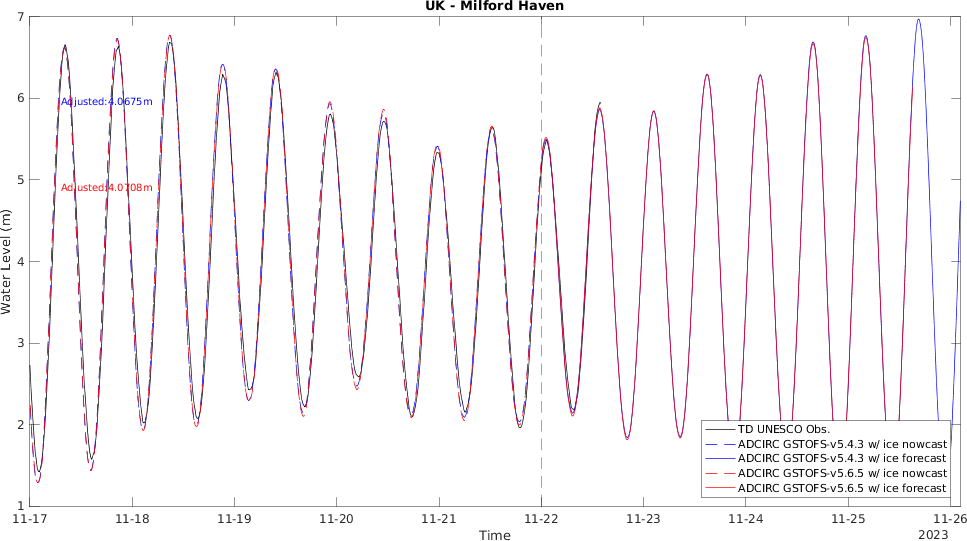 UK - Milford Haven
7
6
5
4
3
2
1
Water Level (m)
Adjusted:4.0675m
Adjusted:4.0708m
TD UNESCO Obs.
ADCIRC GSTOFS-v5.4.3 w/ ice nowcast
ADCIRC GSTOFS-v5.4.3 w/ ice forecast
ADCIRC GSTOFS-v5.6.5 w/ ice nowcast
ADCIRC GSTOFS-v5.6.5 w/ ice forecast
11-17 11-18 11-19 11-20 11-21 11-22 11-23 11-24 11-25 11-26
Time
2023